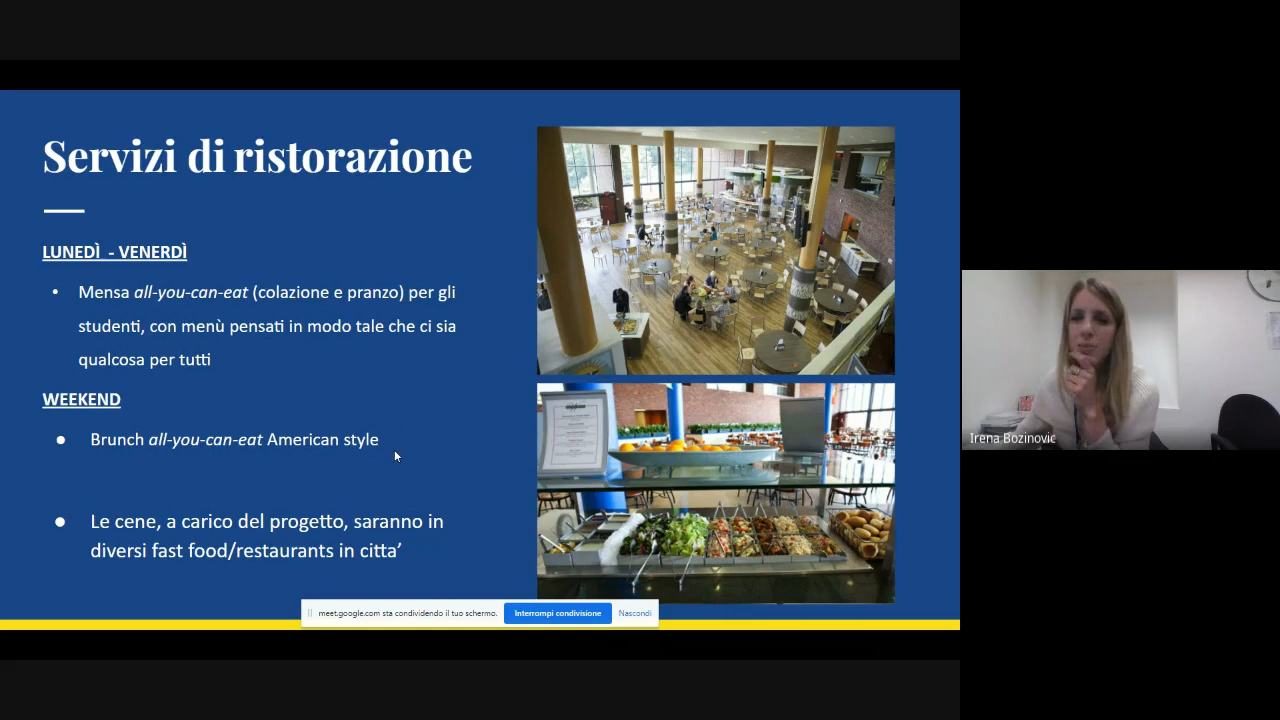 Servizi di ristorazione
LUNEDÌ - VENERDÌ
• Mensa all-you-can-eat (colazione e pranzo) per gli
studenti, con menù pensati in modo tale che ci sia
qualcosa per tutti
WEEKEND
● Brunch all-you-can-eat American style
● Le cene, a carico del progetto, saranno in
diversi fast food/restaurants in citta’
meet.google.com sta condividendo il tuo schermo. Interrompi condivisione Nascondi
Irena Bozinovic